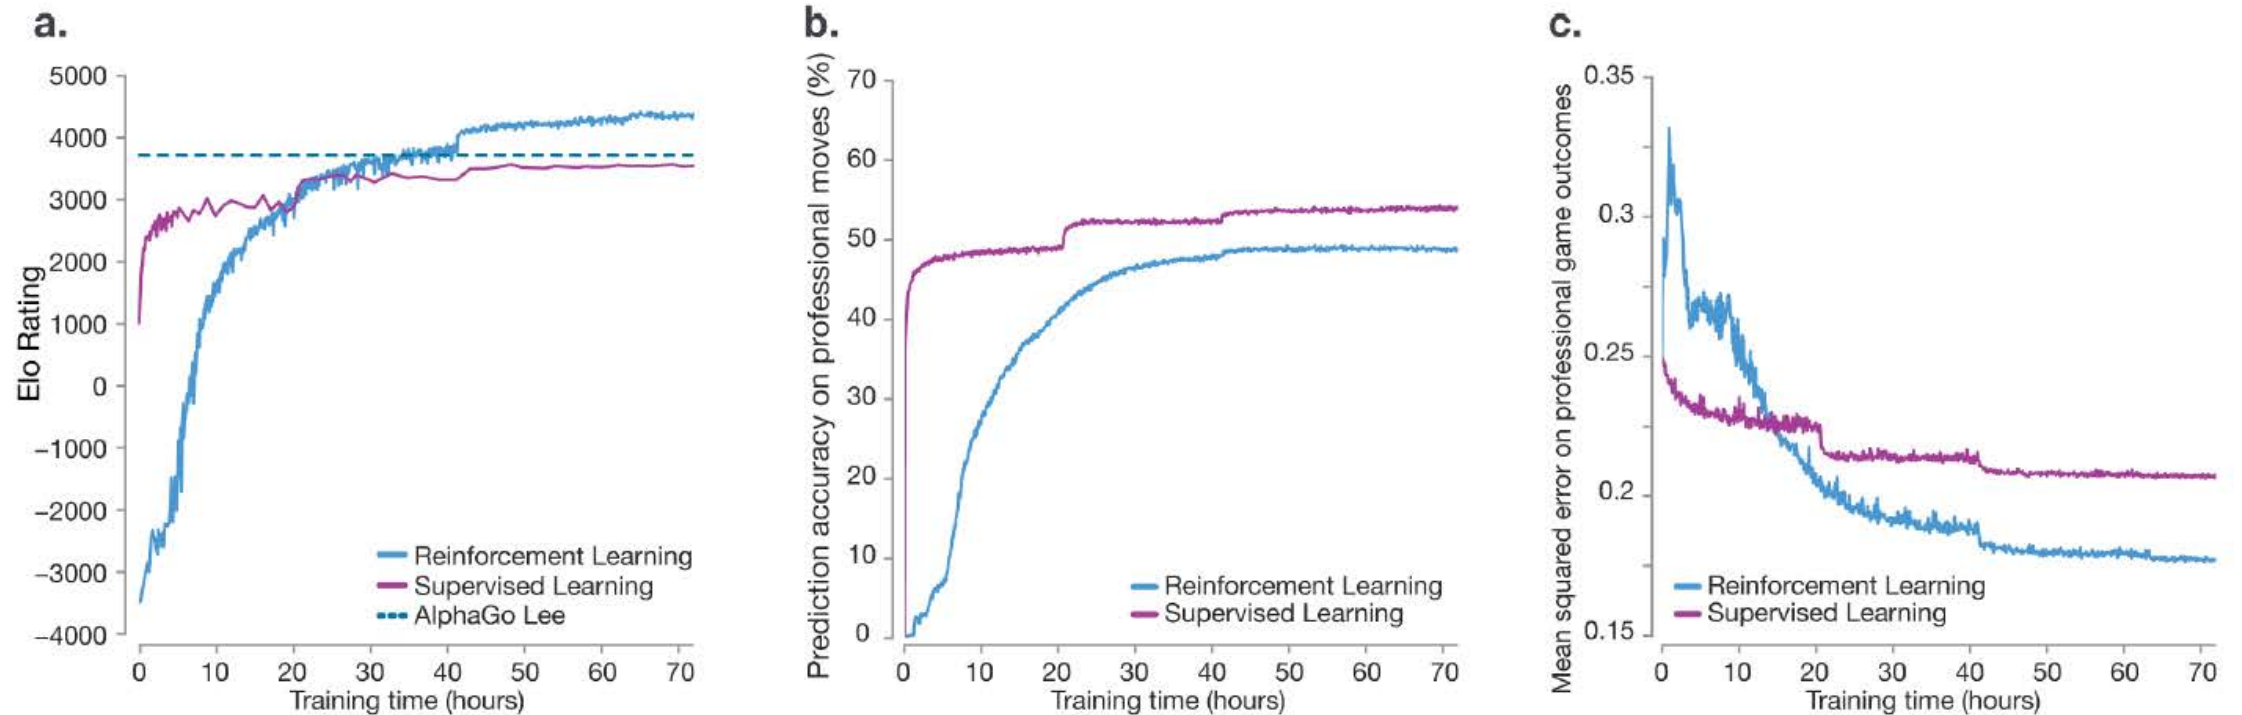 a.
Elo Rating
5000
4000
3000
2000
1000
0
−1000
−2000
−3000
−4000
Reinforcement Learning
Supervised Learning
AlphaGo Lee
0 10 20 30 40 50 60 70
Training time (hours)
b.
Prediction accuracy on professional moves (%)
70
60
50
40
30
20
10
0
Reinforcement Learning
Supervised Learning
0 10 20 30 40 50 60 70
Training time (hours)
c.
Mean squared error on professional game outcomes
0.35
0.3
0.25
0.2
0.15
Reinforcement Learning
Supervised Learning
0 10 20 30 40 50 60 70
Training time (hours)